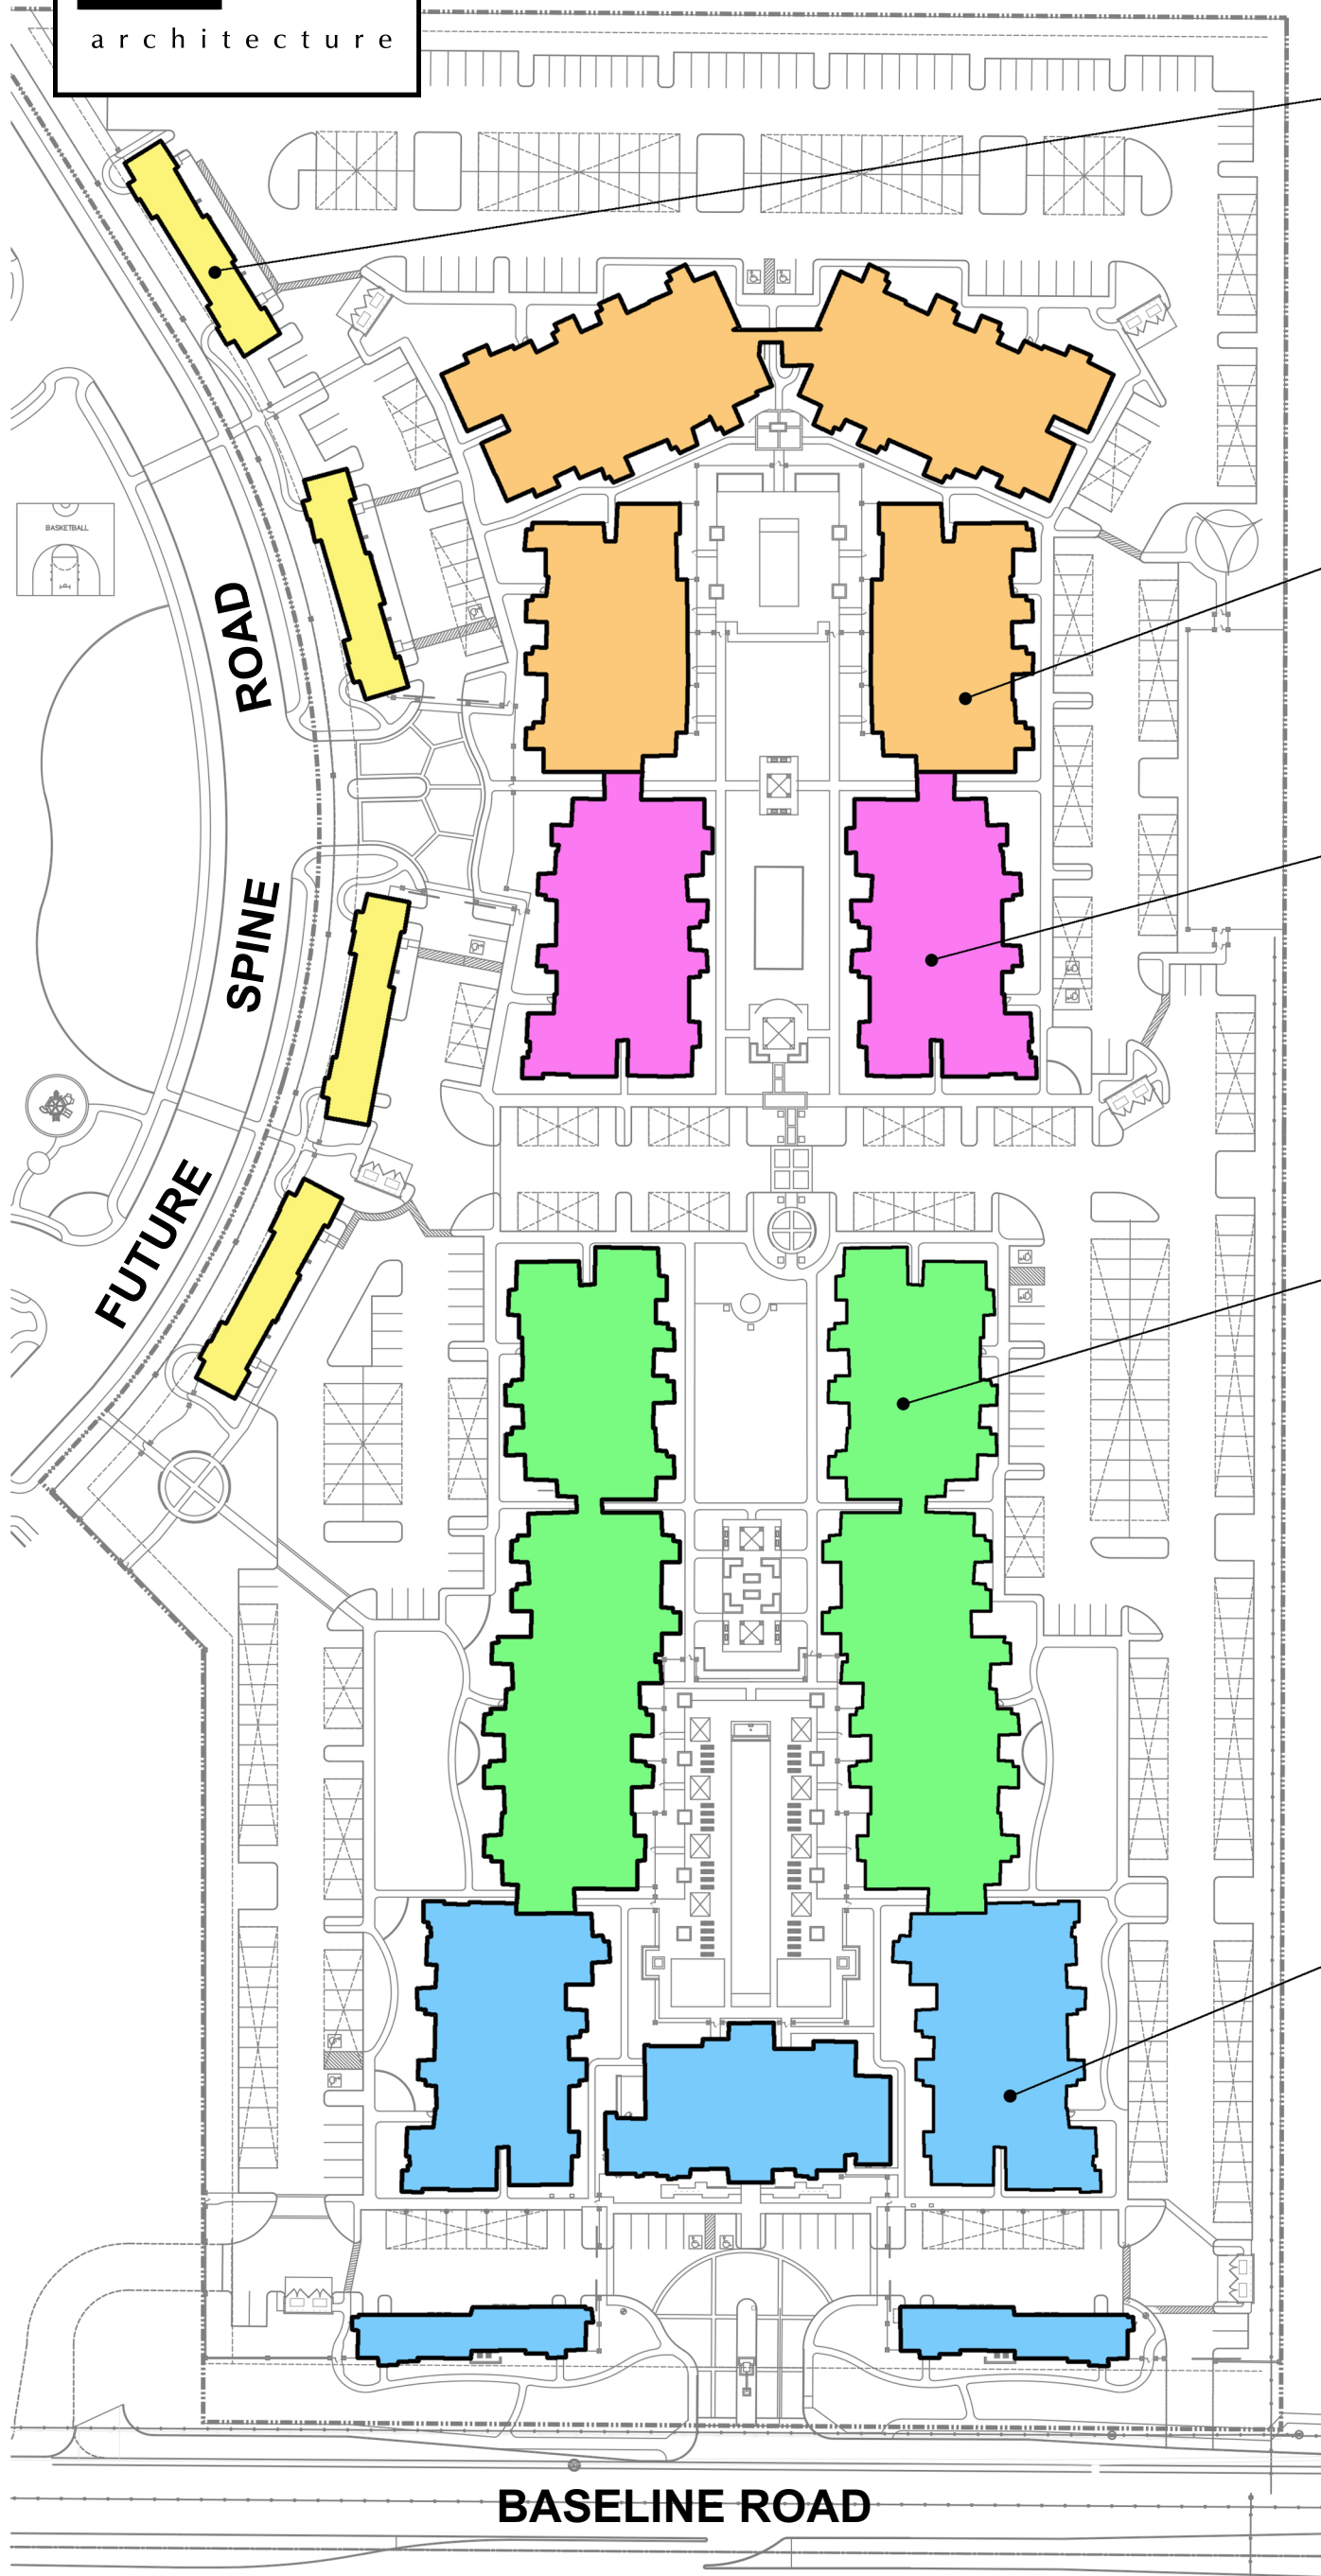 architecture
BASKETBALL
ROAD
SPINE
FUTURE
BASELINE ROAD